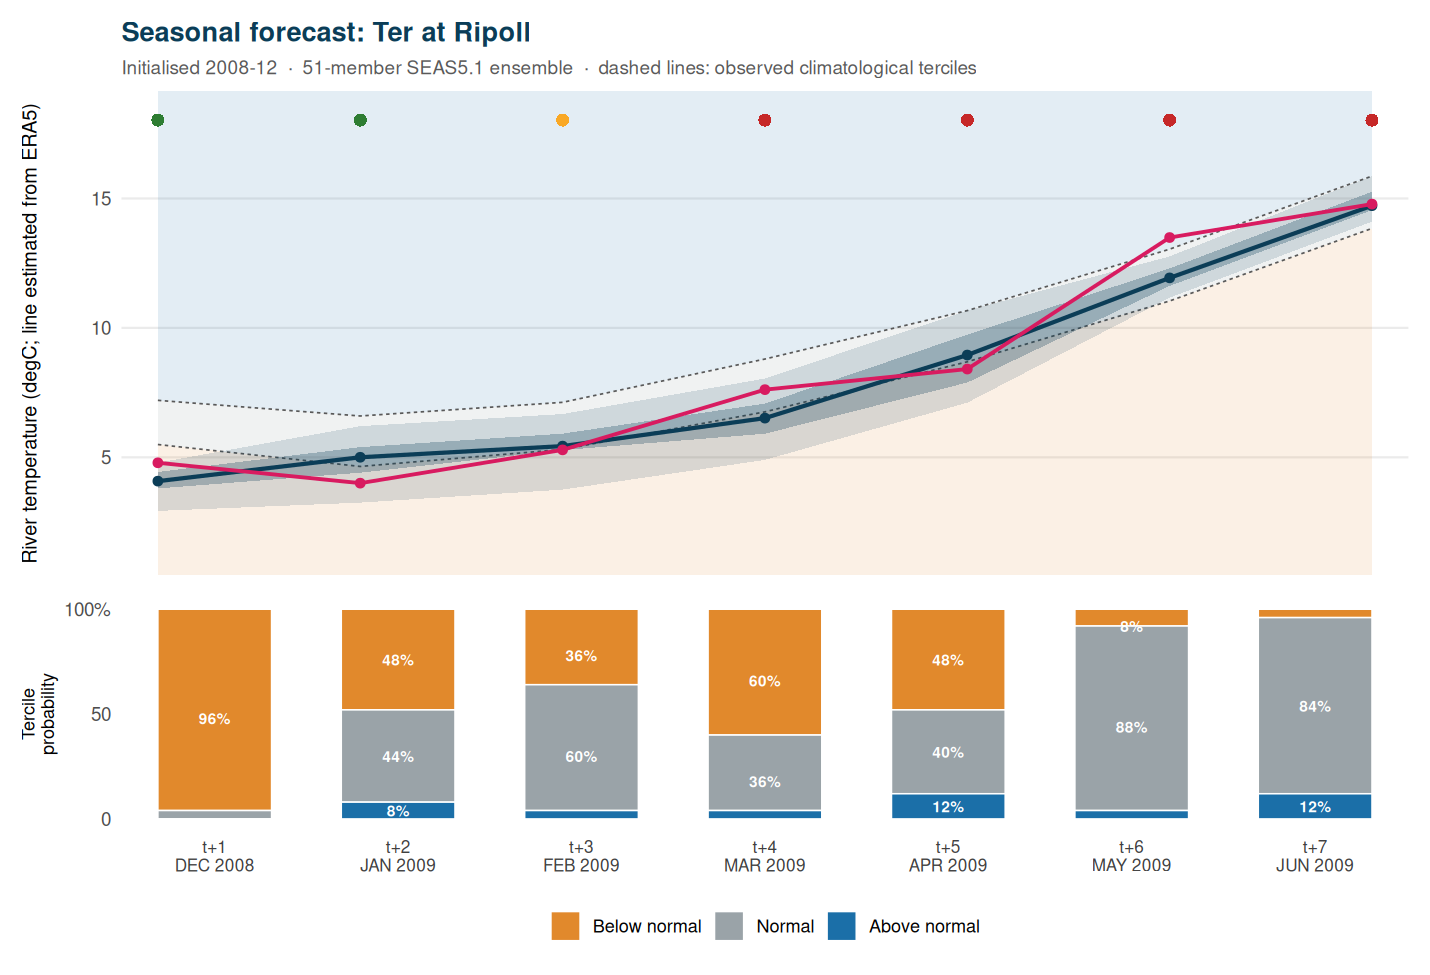 Seasonal forecast: Ter at Ripoll
Initialised 2008-12 · 51-member SEAS5.1 ensemble · dashed lines: observed climatological terciles
River temperature (degC; line estimated from ERA5)
15
10
5
Tercile
probability
100%
50
0
96%
48%
44%
8%
36%
60%
60%
36%
48%
40%
12%
8%
88%
84%
12%
t+1
DEC 2008
t+2
JAN 2009
t+3
FEB 2009
t+4
MAR 2009
t+5
APR 2009
t+6
MAY 2009
t+7
JUN 2009
Below normal
Normal
Above normal